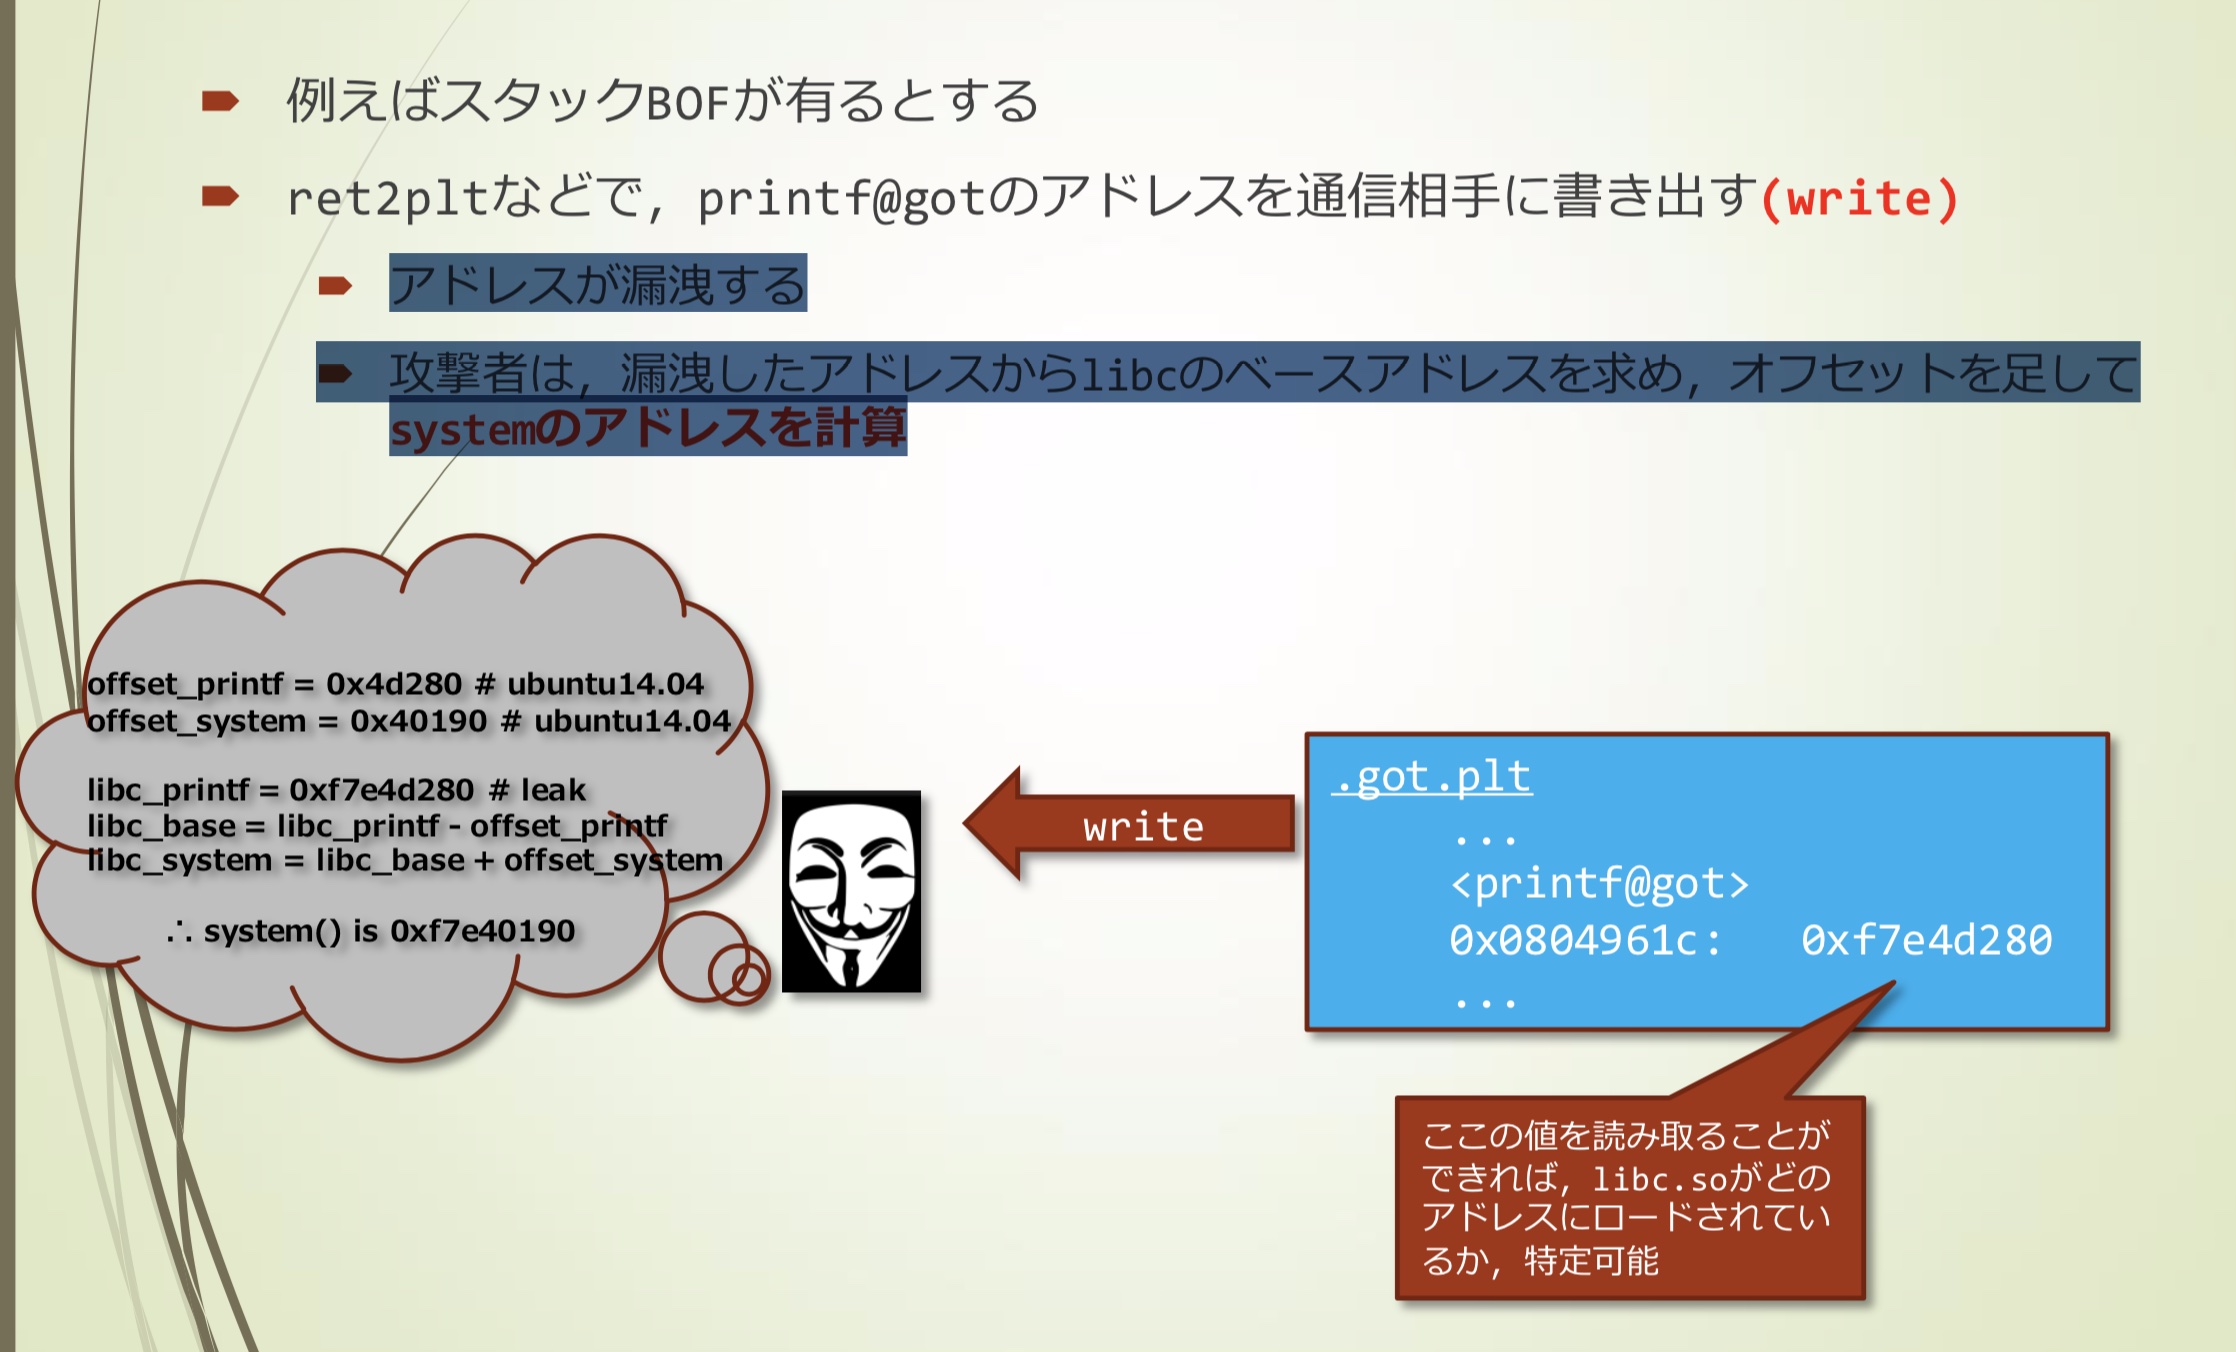 例えばスタックBOFが有るとする
ret2pltなどで，printf@gotのアドレスを通信相手に書き出す(write)
アドレスが漏洩する
攻撃者は，漏洩したアドレスからlibcのベースアドレスを求め，オフセットを足して
systemのアドレスを計算
offset_printf = 0x4d280 # ubuntu14.04
offset_system = 0x40190 # ubuntu14.04
libc_printf = 0xf7e4d280 # leak
libc_base = libc_printf - offset_printf
libc_system = libc_base + offset_system
∴ system() is 0xf7e40190
write
.got.plt
...
<printf@got>
0x0804961c: 0xf7e4d280
...
ここの値を読み取ることが
できれば，libc.soがどの
アドレスにロードされてい
るか，特定可能